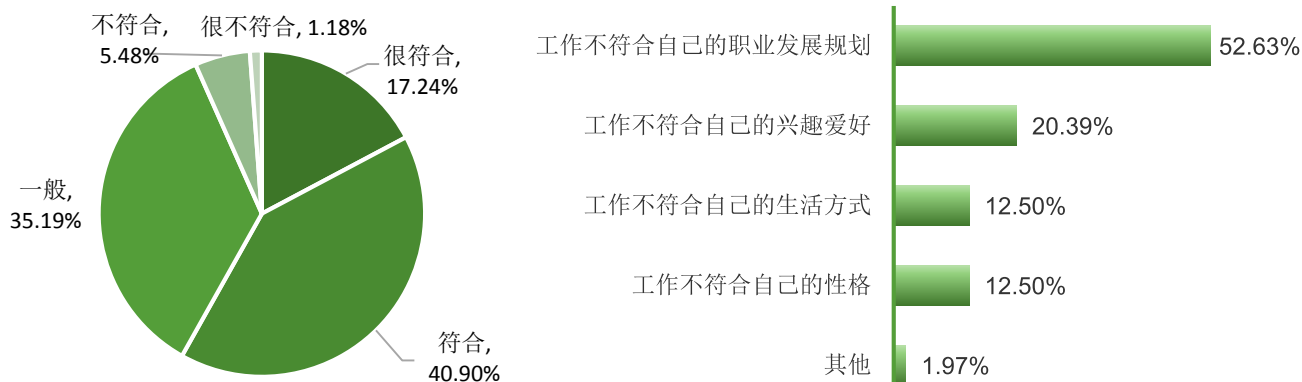 不符合,
5.48%
很不符合, 1.18%
很符合,
17.24%
一般,
35.19%
符合,
40.90%
工作不符合自己的职业发展规划
52.63%
工作不符合自己的兴趣爱好
20.39%
工作不符合自己的生活方式
12.50%
工作不符合自己的性格
12.50%
其他
1.97%